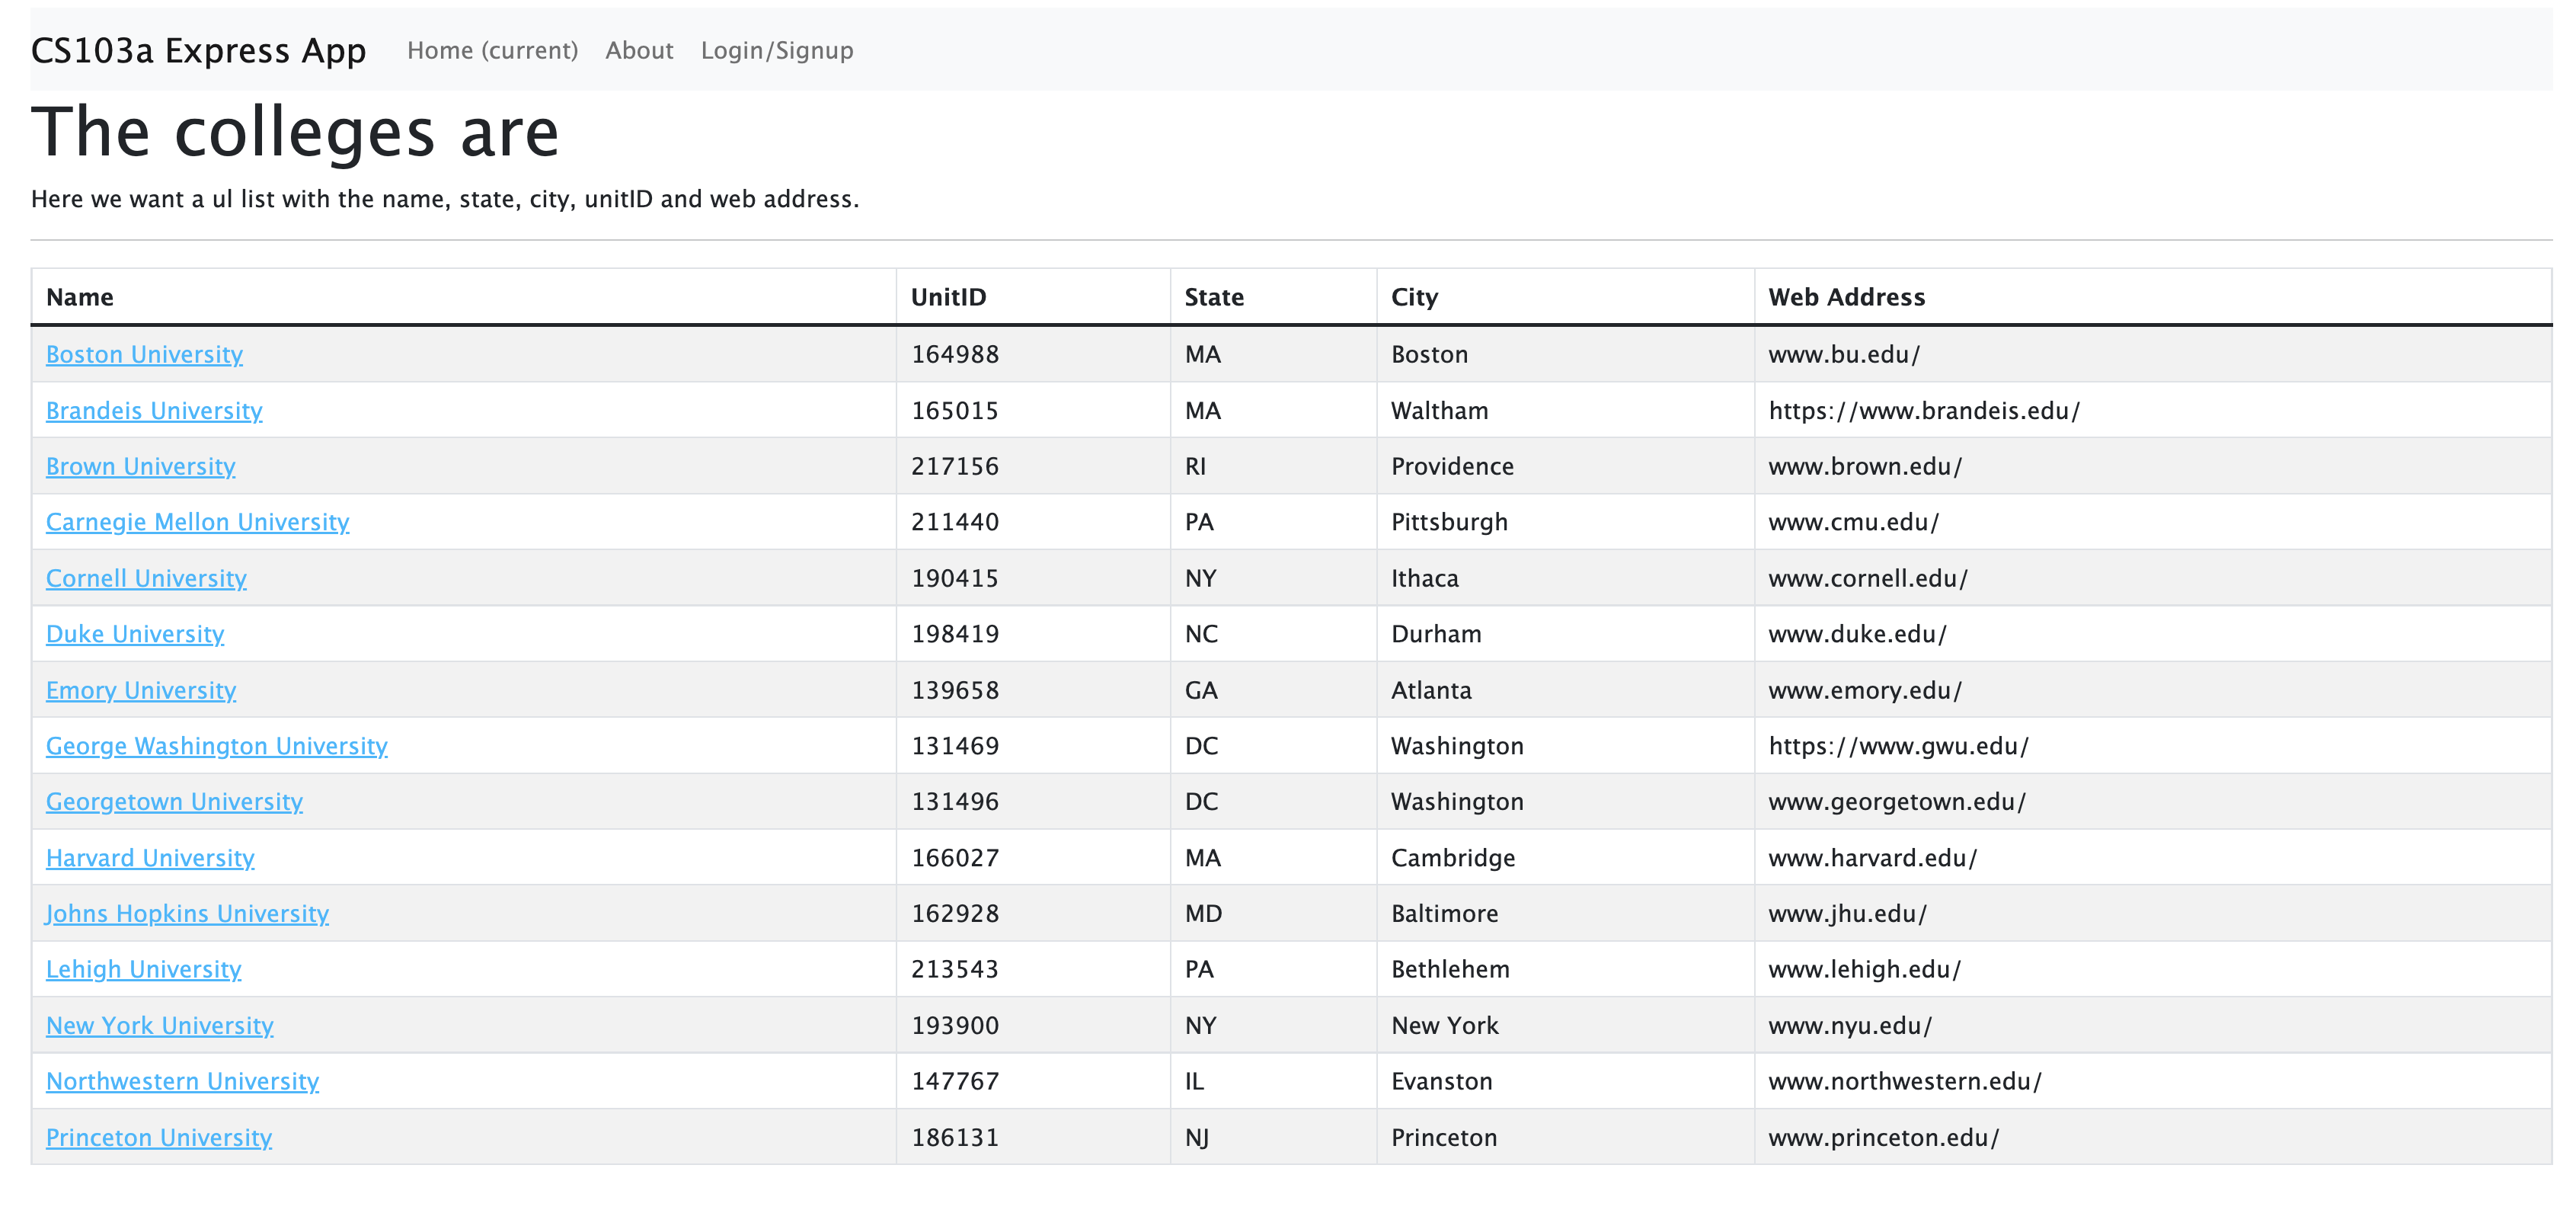 CS103a Express App Home (current) About Login/Signup
The colleges are
Here we want a ul list with the name, state, city, unitID and web address.
Name UnitID State City Web Address
Boston University 164988 MA Boston www.bu.edu/
Brandeis University 165015 MA Waltham https://www.brandeis.edu/
Brown University 217156 RI Providence www.brown.edu/
Carnegie Mellon University 211440 PA Pittsburgh www.cmu.edu/
Cornell University 190415 NY Ithaca www.cornell.edu/
Duke University 198419 NC Durham www.duke.edu/
Emory University 139658 GA Atlanta www.emory.edu/
George Washington University 131469 DC Washington https://www.gwu.edu/
Georgetown University 131496 DC Washington www.georgetown.edu/
Harvard University 166027 MA Cambridge www.harvard.edu/
Johns Hopkins University 162928 MD Baltimore www.jhu.edu/
Lehigh University 213543 PA Bethlehem www.lehigh.edu/
New York University 193900 NY New York www.nyu.edu/
Northwestern University 147767 IL Evanston www.northwestern.edu/
Princeton University 186131 NJ Princeton www.princeton.edu/